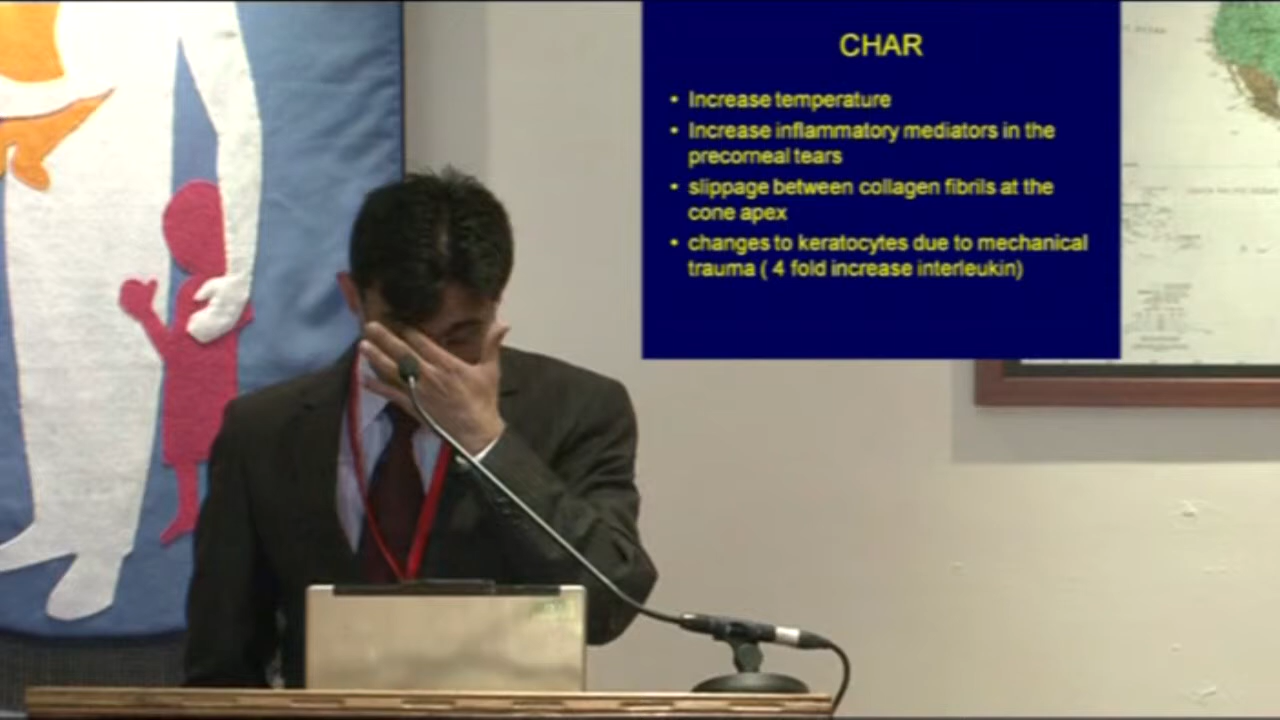 CHAR
• Increase temperature
• Increase inflammatory mediators in the
precorneal tears
• slippage between collagen fibrils at the
cone apex
• changes to keratocytes due to mechanical
trauma ( 4 fold increase interleukin)